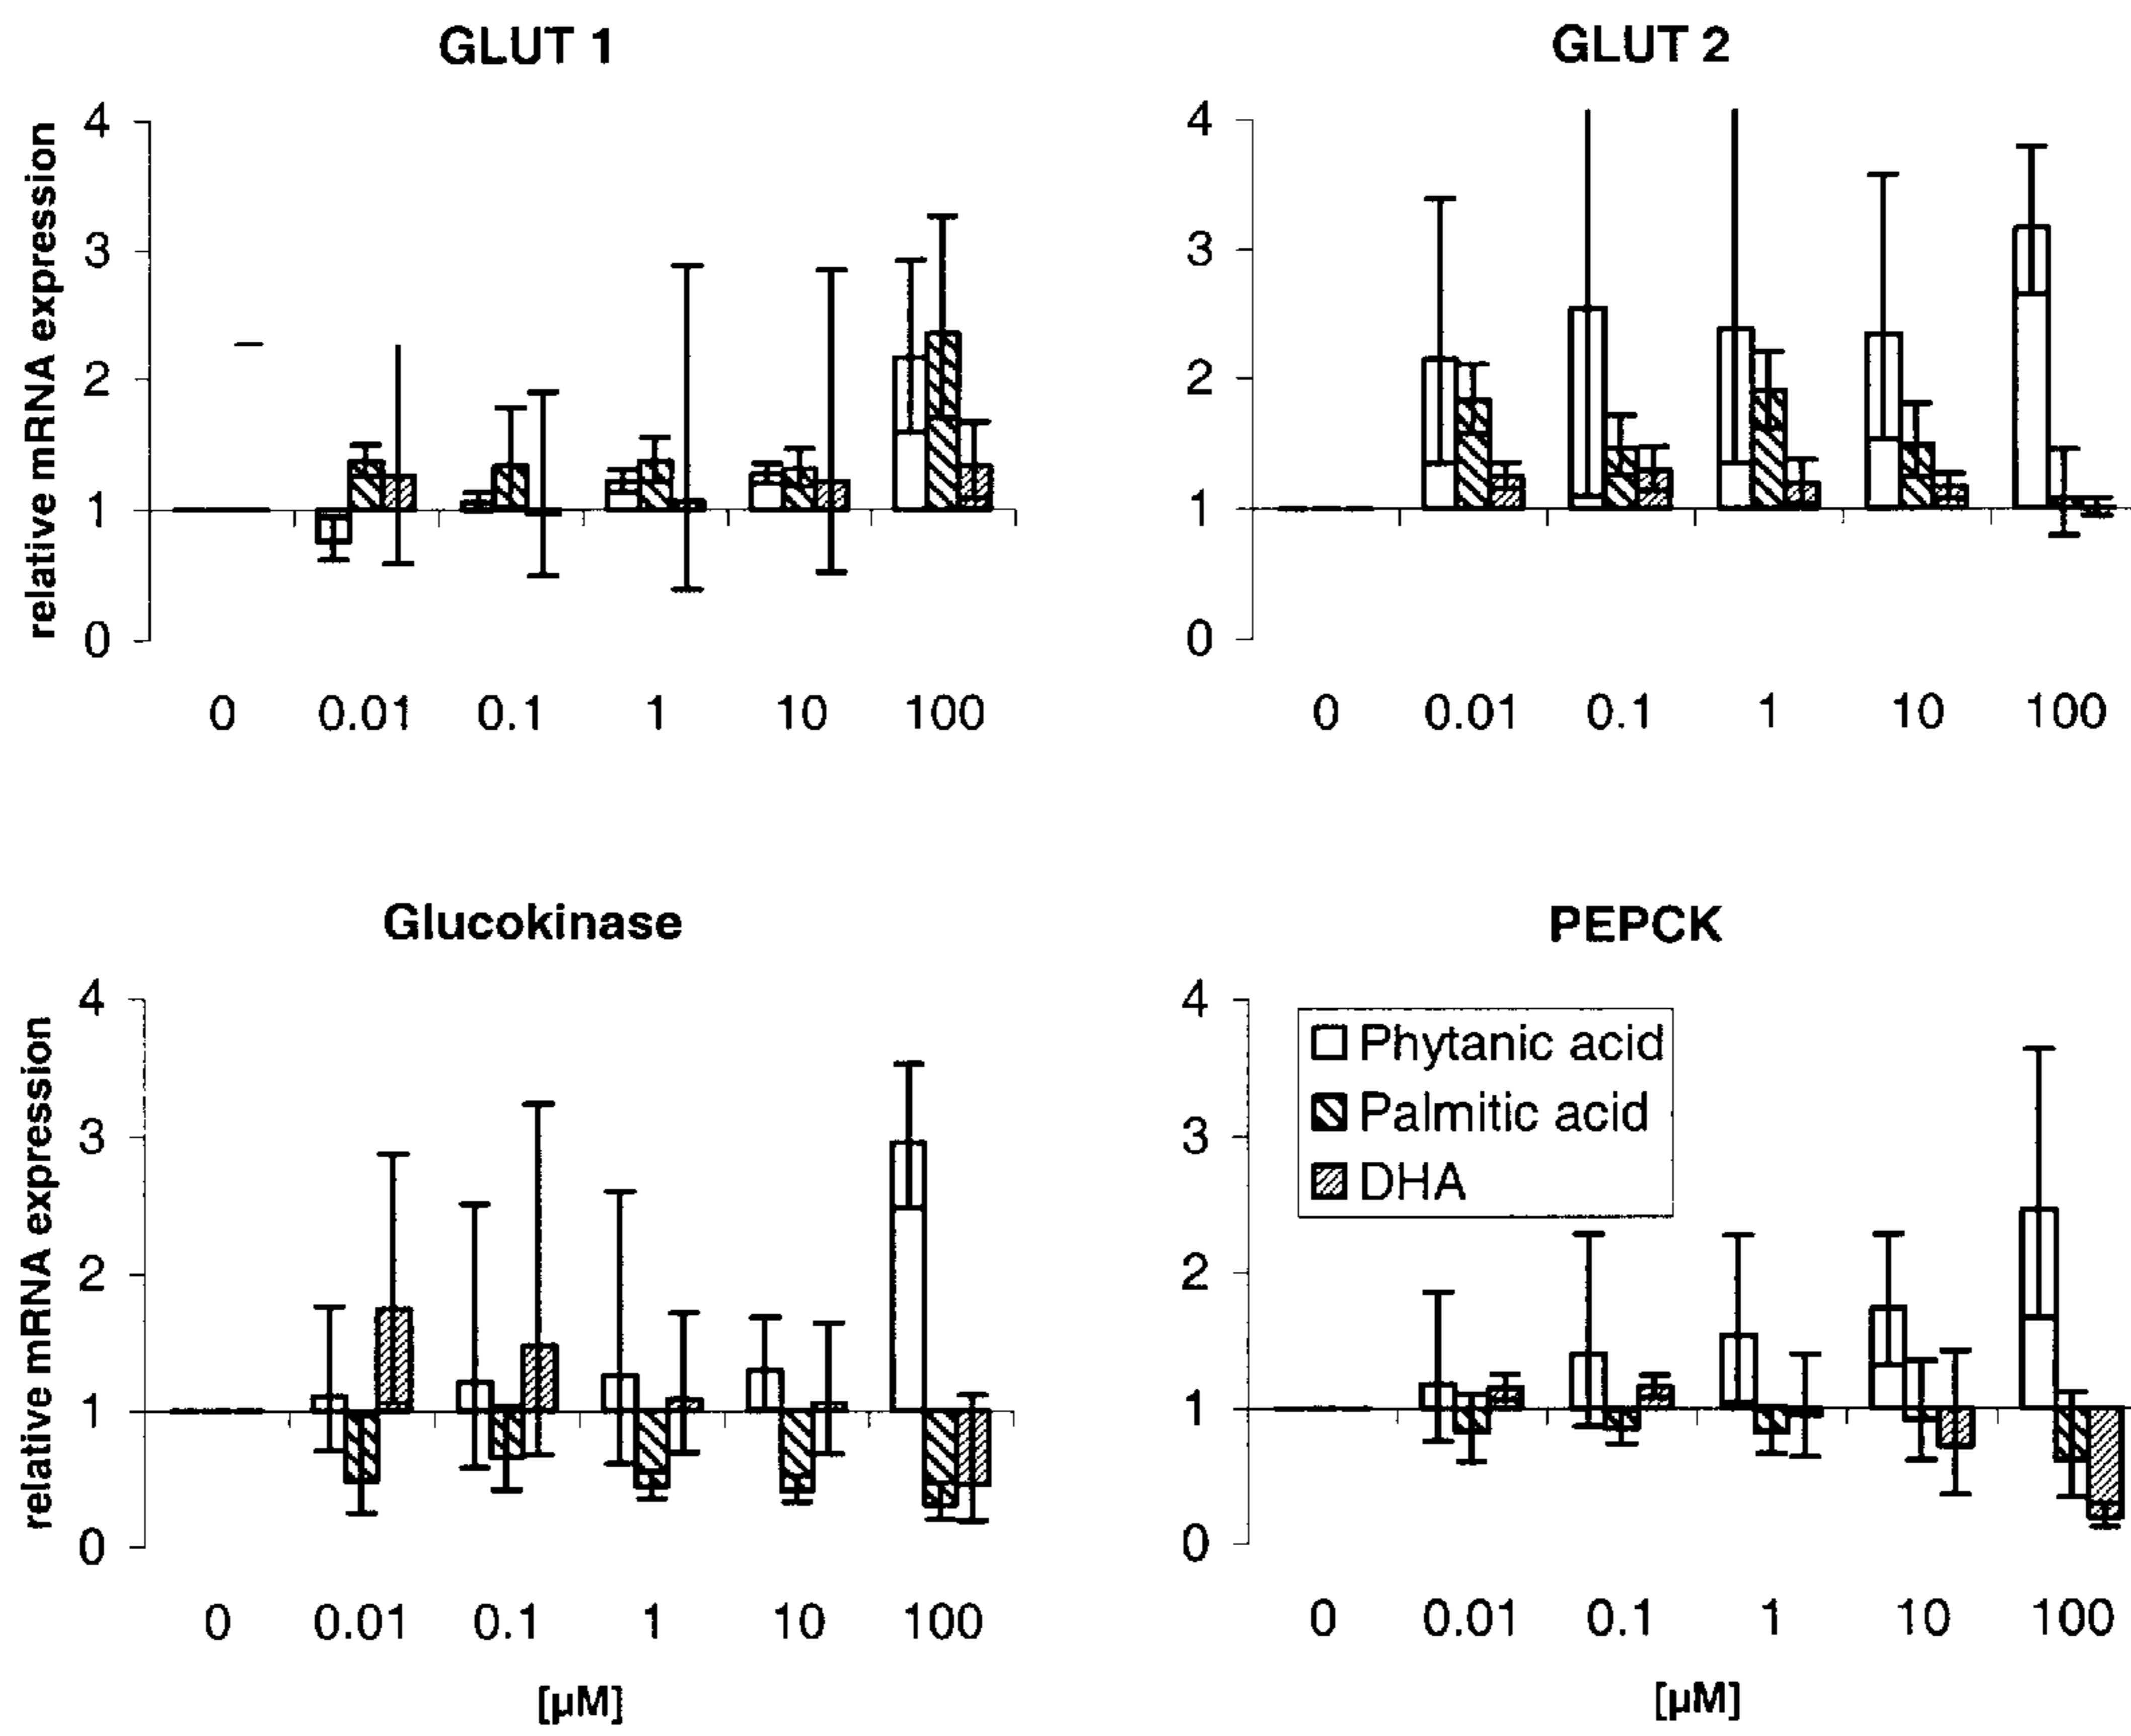 GLUT 1
GLUT 2
relative mRNA expression
4
3
2
1
0
0 0.01 0.1 1 10 100
4
3
2
1
0
0 0.01 0.1 1 10 100
Glucokinase
PEPCK
relative mRNA expression
4
3
2
1
0
0 0.01 0.1 1 10 100
[µM]
4
3
2
1
0
Phytanic acid
Palmitic acid
DHA
0 0.01 0.1 1 10 100
[µM]